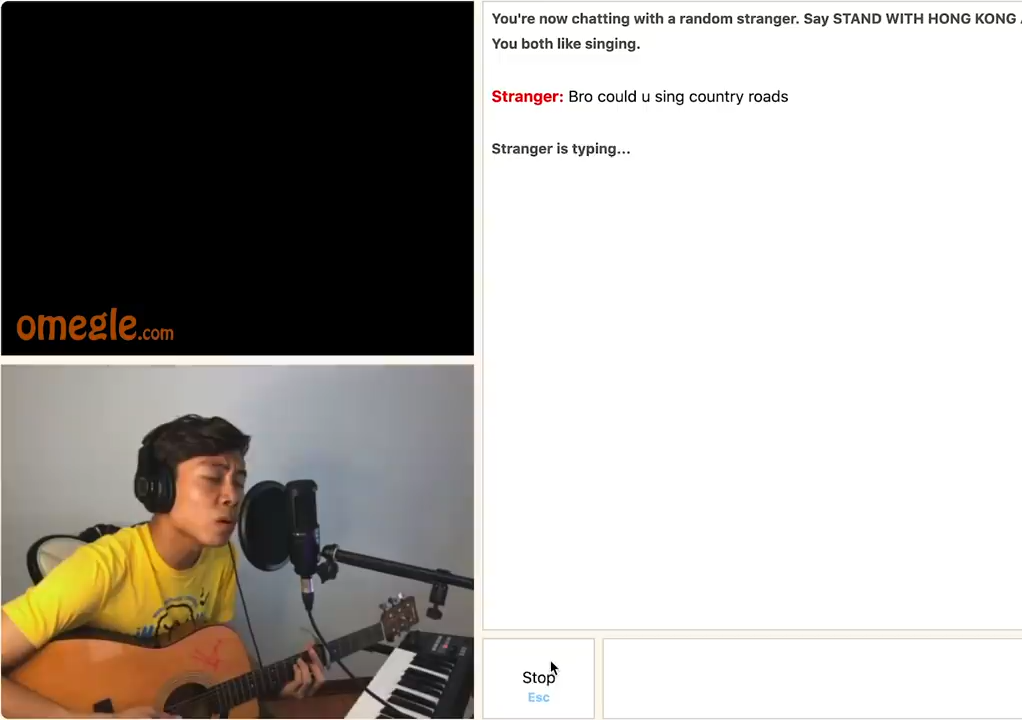 You're now chatting with a random stranger. Say STAND WITH HONG KONG
You both like singing.
Stranger: Bro could u sing country roads
Stranger is typing...
omegle.com
Stop
Esc